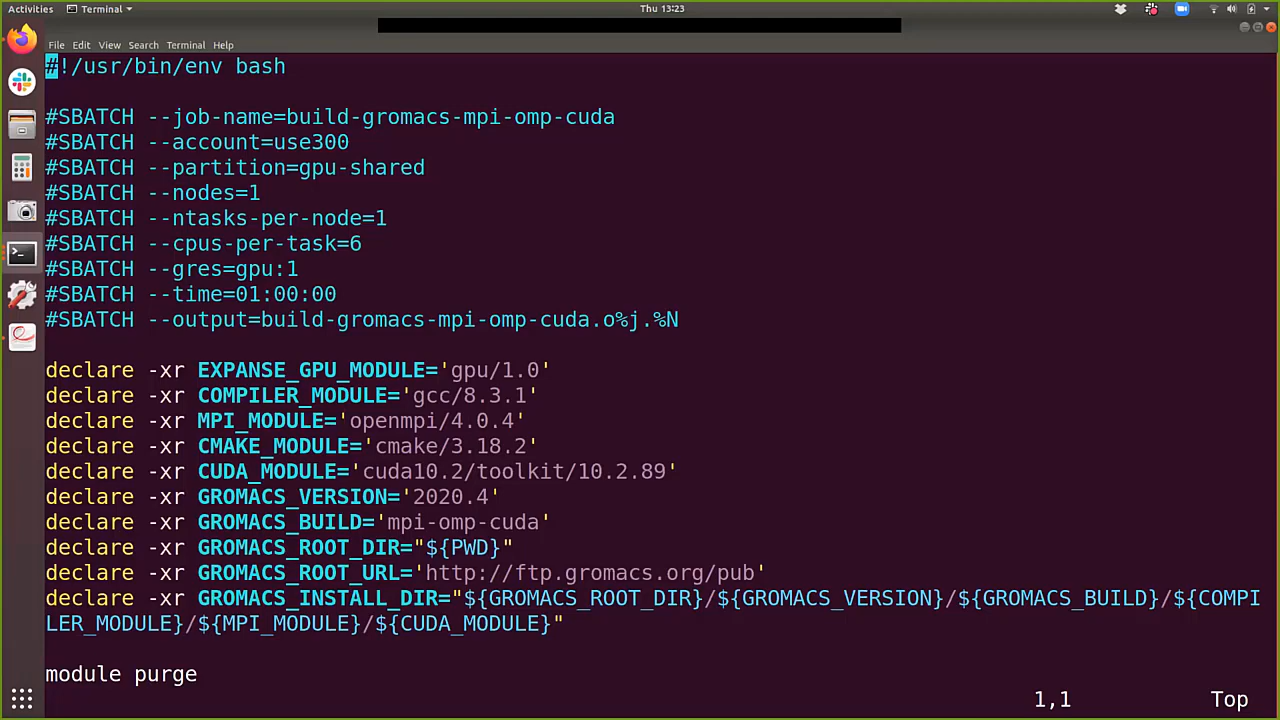 Activities Terminal Thu 13:23
File Edit View Search Terminal Help
#!/usr/bin/env bash
#SBATCH --job-name=build-gromacs-mpi-omp-cuda
#SBATCH --account=use300
#SBATCH --partition=gpu-shared
#SBATCH --nodes=1
#SBATCH --ntasks-per-node=1
#SBATCH --cpus-per-task=6
#SBATCH --gres=gpu:1
#SBATCH --time=01:00:00
#SBATCH --output=build-gromacs-mpi-omp-cuda.o%j.%N
declare -xr EXPANSE_GPU_MODULE='gpu/1.0'
declare -xr COMPILER_MODULE='gcc/8.3.1'
declare -xr MPI_MODULE='openmpi/4.0.4'
declare -xr CMAKE_MODULE='cmake/3.18.2'
declare -xr CUDA_MODULE='cuda10.2/toolkit/10.2.89'
declare -xr GROMACS_VERSION='2020.4'
declare -xr GROMACS_BUILD='mpi-omp-cuda'
declare -xr GROMACS_ROOT_DIR="${PWD}"
declare -xr GROMACS_ROOT_URL='http://ftp.gromacs.org/pub'
declare -xr GROMACS_INSTALL_DIR="${GROMACS_ROOT_DIR}/${GROMACS_VERSION}/${GROMACS_BUILD}/${COMPI
LER_MODULE}/${MPI_MODULE}/${CUDA_MODULE}"
module purge
1,1 Top